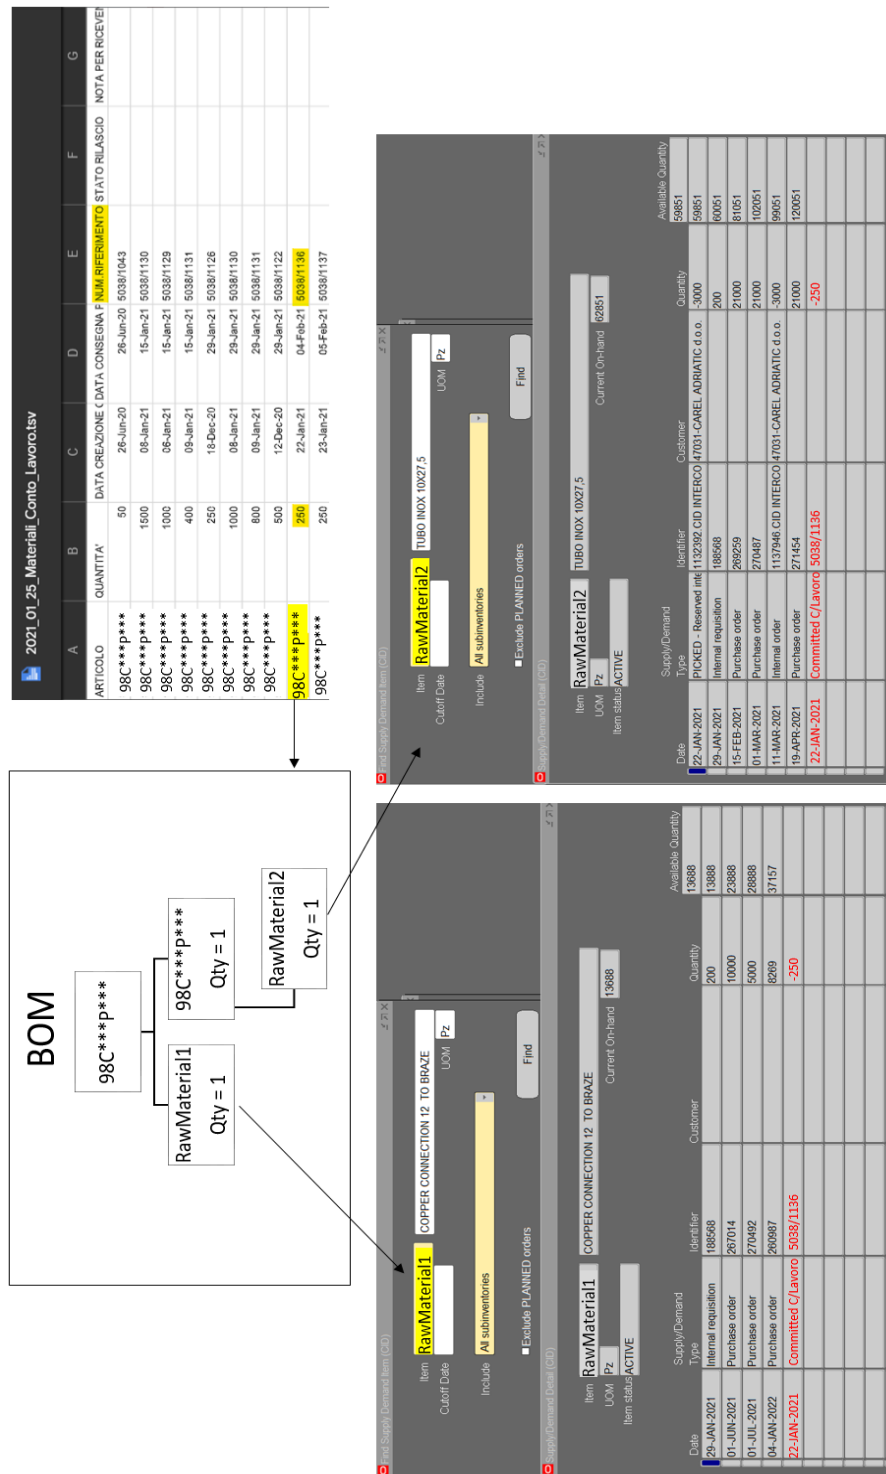 2021_01_25_Materiali_Conto_Lavoro.tsv
A B C D E F G
ARTICOLO QUANTITA' DATA CREAZIONE ( DATA CONSEGNA F NUM.RIFERIMENTO STATO RILASCIO NOTA PER RICEVEN
98C***P*** 50 26-Jun-20 26-Jun-20 5038/1043
98C***P*** 1500 08-Jan-21 15-Jan-21 5038/1130
98C***P*** 1000 06-Jan-21 15-Jan-21 5038/1129
98C***P*** 400 09-Jan-21 15-Jan-21 5038/1131
98C***P*** 250 18-Dec-20 29-Jan-21 5038/1126
98C***P*** 1000 08-Jan-21 29-Jan-21 5038/1130
98C***P*** 800 09-Jan-21 29-Jan-21 5038/1131
98C***P*** 500 12-Dec-20 29-Jan-21 5038/1122
98C***P*** 250 22-Jan-21 04-Feb-21 5038/1136
98C***P*** 250 23-Jan-21 05-Feb-21 5038/1137
BOM
98C***P***
RawMaterial1
Qty = 1
98C***P***
Qty = 1
RawMaterial2
Qty = 1
Find Supply Demand Item (CID)
Item RawMaterial1 COPPER CONNECTION 12 TO BRAZE
Cutoff Date UOM Pz
Include All subinventories
Exclude PLANNED orders
Find
Supply/Demand Detail (CID)
Item RawMaterial1 COPPER CONNECTION 12 TO BRAZE
UOM Pz Current On-hand 13688
Item status ACTIVE
Supply/Demand
Date Type Identifier Customer Quantity Available Quantity
13688
29-JAN-2021 Internal requisition 188568 200 13888
01-JUN-2021 Purchase order 267014 10000 23888
01-JUL-2021 Purchase order 270492 5000 28888
04-JAN-2022 Purchase order 260987 8269 37157
22-JAN-2021 Committed C/Lavoro 5038/1136 -250
Find Supply Demand Item (CID)
Item RawMaterial2 TUBO INOX 10X27,5
Cutoff Date UOM Pz
Include All subinventories
Exclude PLANNED orders
Find
Supply/Demand Detail (CID)
Item RawMaterial2 TUBO INOX 10X27,5
UOM Pz Current On-hand 62851
Item status ACTIVE
Supply/Demand
Date Type Identifier Customer Quantity Available Quantity
59851
22-JAN-2021 PICKED - Reserved inte 1132392.CID INTERCO 47031-CAREL ADRIATIC d.o.o. -3000 59851
29-JAN-2021 Internal requisition 188568 200 60051
15-FEB-2021 Purchase order 269259 21000 81051
01-MAR-2021 Purchase order 270487 21000 102051
11-MAR-2021 Internal order 1137946.CID INTERCO 47031-CAREL ADRIATIC d.o.o. -3000 99051
19-APR-2021 Purchase order 271454 21000 120051
22-JAN-2021 Committed C/Lavoro 5038/1136 -250